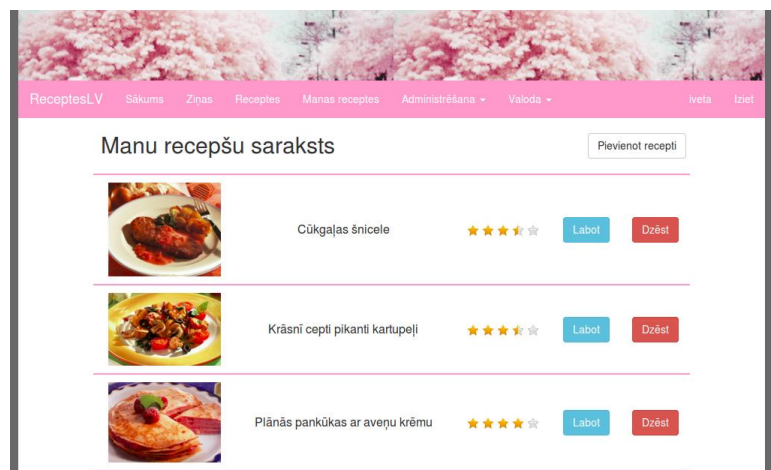 ReceptesLV Sākums Ziņas Receptes Manas receptes Administrēšana Valoda iveta Iziet
Manu recepšu saraksts Pievienot recepti
Cūkgaļas šnicele Labot Dzēst
Krāsnī cepti pikanti kartupeļi Labot Dzēst
Plānās pankūkas ar aveņu krēmu Labot Dzēst